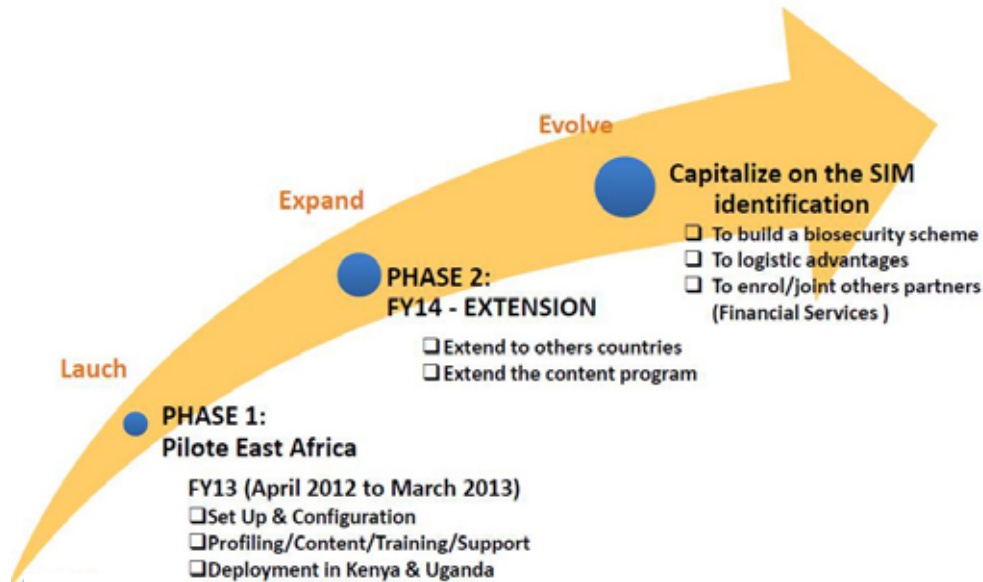 Evolve
Capitalize on the SIM
identification
❑ To build a biosecurity scheme
❑ To logistic advantages
❑ To enrol/joint others partners
(Financial Services )
Expand
PHASE 2:
FY14 - EXTENSION
❑Extend to others countries
❑Extend the content program
Lauch
PHASE 1:
Pilote East Africa
FY13 (April 2012 to March 2013)
❑Set Up & Configuration
❑Profiling/Content/Training/Support
❑Deployment in Kenya & Uganda